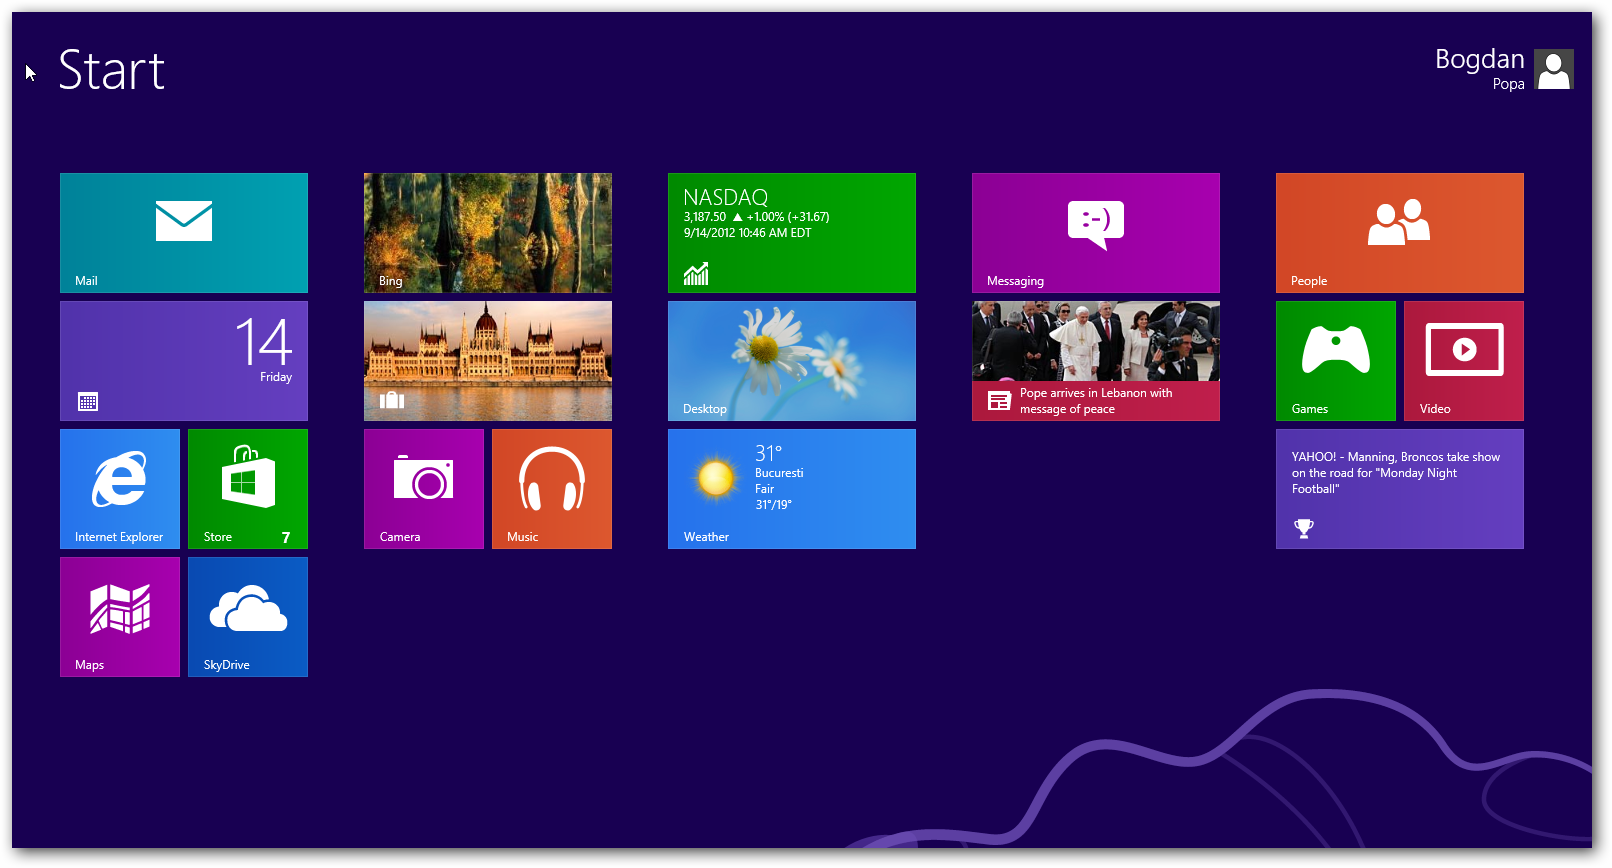 Start
Bogdan
Popa
Mail
14
Friday
Internet Explorer
Store
7
Maps
SkyDrive
Bing
Camera
Music
NASDAQ
3,187.50 ▲ +1.00% (+31.67)
9/14/2012 10:46 AM EDT
Desktop
31°
Bucuresti
Fair
31°/19°
Weather
:-)
Messaging
Pope arrives in Lebanon with
message of peace
People
Games
Video
YAHOO! - Manning, Broncos take show
on the road for "Monday Night
Football"